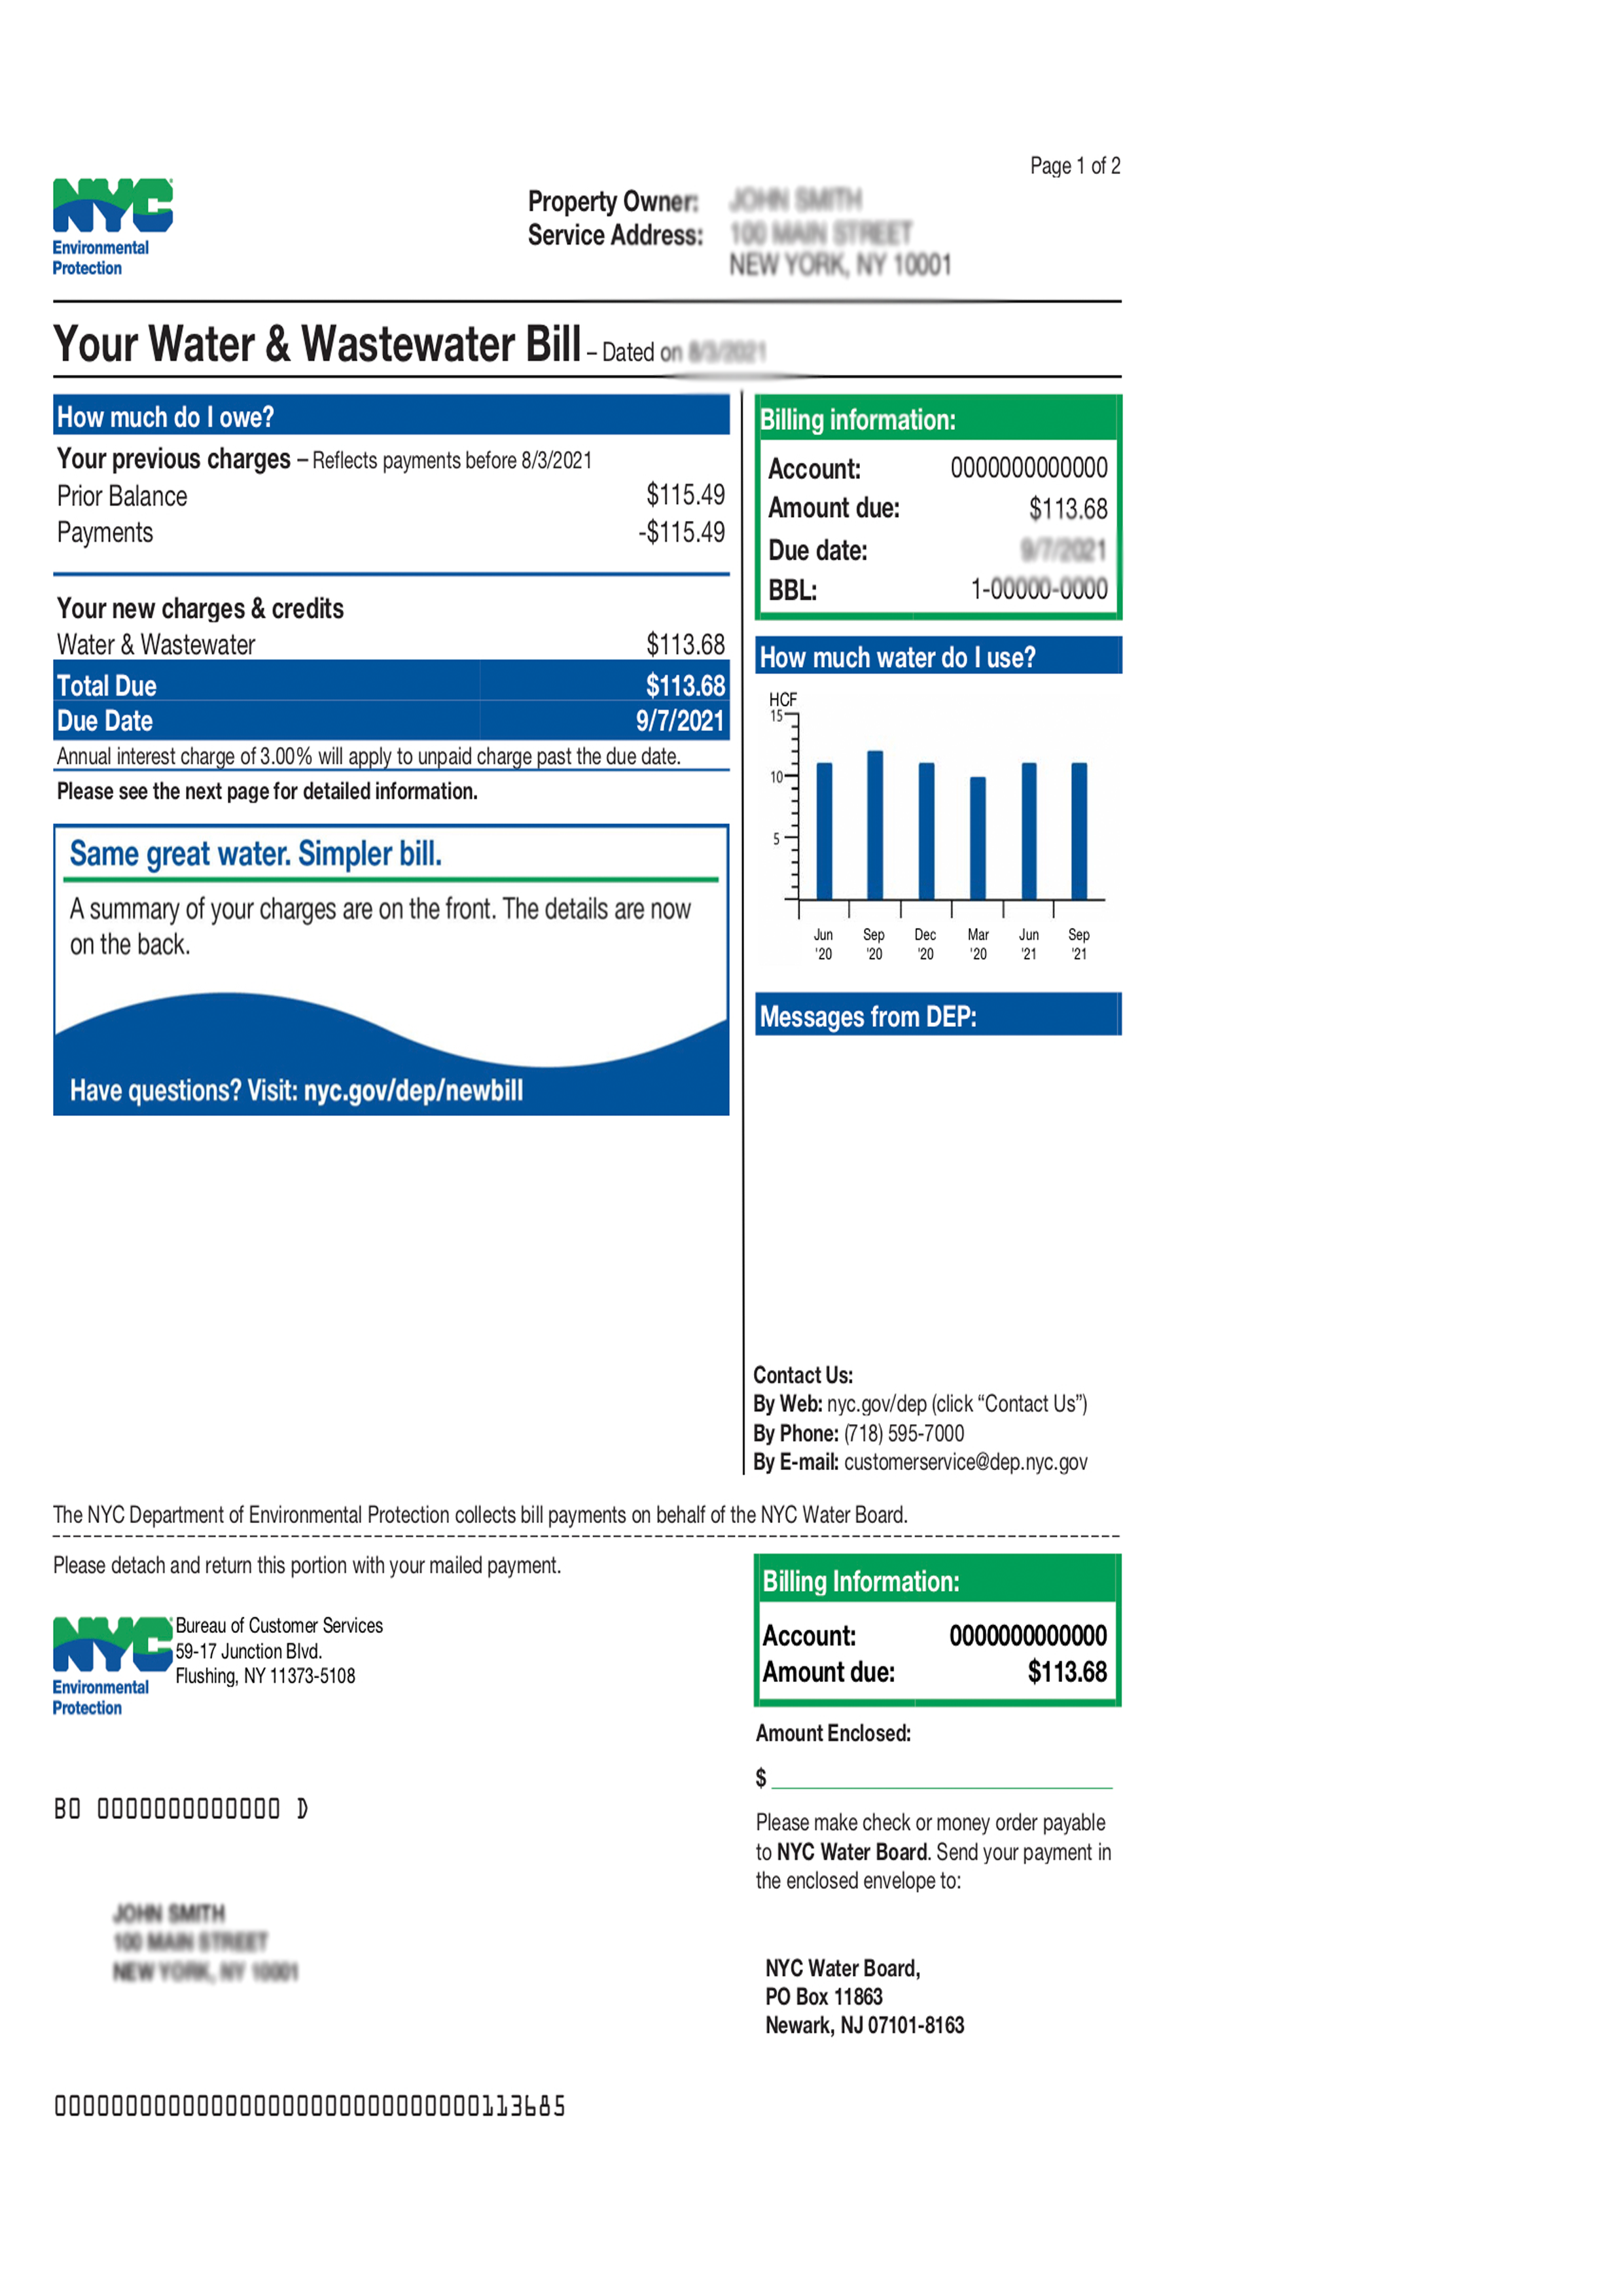 Page 1 of 2
NYC
Environmental
Protection
Property Owner: JOHN SMITH
Service Address: 100 MAIN STREET
NEW YORK, NY 10001
Your Water & Wastewater Bill – Dated on 8/3/2021
How much do I owe?
Your previous charges – Reflects payments before 8/3/2021
Prior Balance $115.49
Payments -$115.49
Your new charges & credits
Water & Wastewater $113.68
Total Due $113.68
Due Date 9/7/2021
Annual interest charge of 3.00% will apply to unpaid charge past the due date.
Please see the next page for detailed information.
Same great water. Simpler bill.
A summary of your charges are on the front. The details are now
on the back.
Have questions? Visit: nyc.gov/dep/newbill
Billing information:
Account: 0000000000000
Amount due: $113.68
Due date: 9/7/2021
BBL: 1-00000-0000
How much water do I use?
HCF
15
10
5
Jun Sep Dec Mar Jun Sep
'20 '20 '20 '20 '21 '21
Messages from DEP:
Contact Us:
By Web: nyc.gov/dep (click “Contact Us”)
By Phone: (718) 595-7000
By E-mail: customerservice@dep.nyc.gov
The NYC Department of Environmental Protection collects bill payments on behalf of the NYC Water Board.
Please detach and return this portion with your mailed payment.
NYC
Environmental
Protection
Bureau of Customer Services
59-17 Junction Blvd.
Flushing, NY 11373-5108
BO 0000000000000 D
JOHN SMITH
100 MAIN STREET
NEW YORK, NY 10001
Billing Information:
Account: 0000000000000
Amount due: $113.68
Amount Enclosed:
$
Please make check or money order payable
to NYC Water Board. Send your payment in
the enclosed envelope to:
NYC Water Board,
PO Box 11863
Newark, NJ 07101-8163
000000000000000000000000000000113685